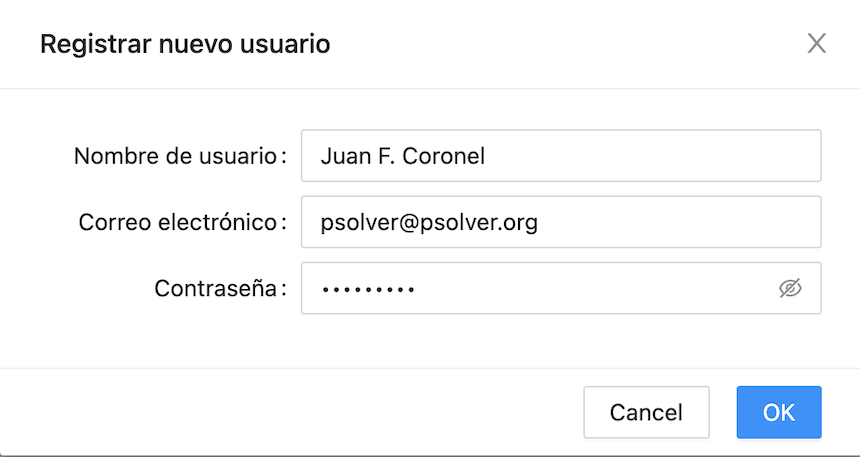 Registrar nuevo usuario
Nombre de usuario: Juan F. Coronel
Correo electrónico: psolver@psolver.org
Contraseña: •••••••••
Cancel OK